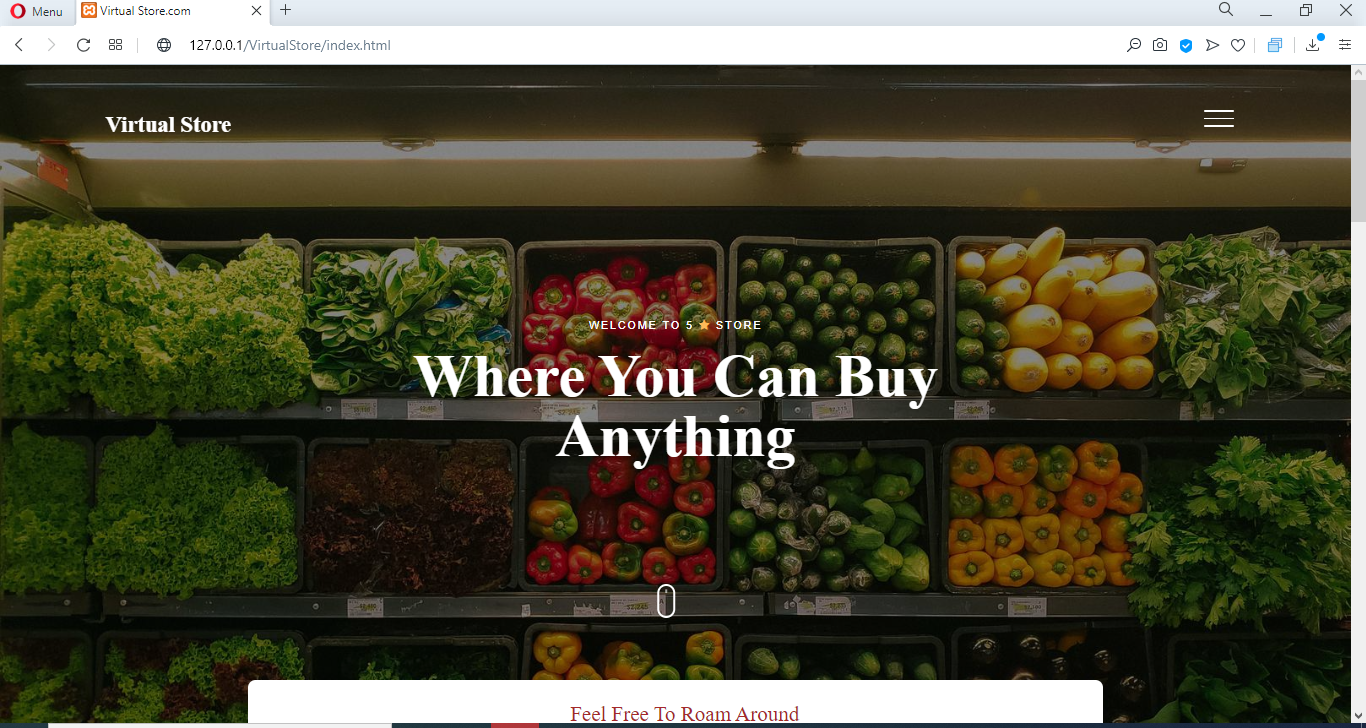 Menu
Virtual Store.com
127.0.0.1/VirtualStore/index.html
Virtual Store
WELCOME TO 5 ⭐ STORE
Where You Can Buy
Anything
Feel Free To Roam Around